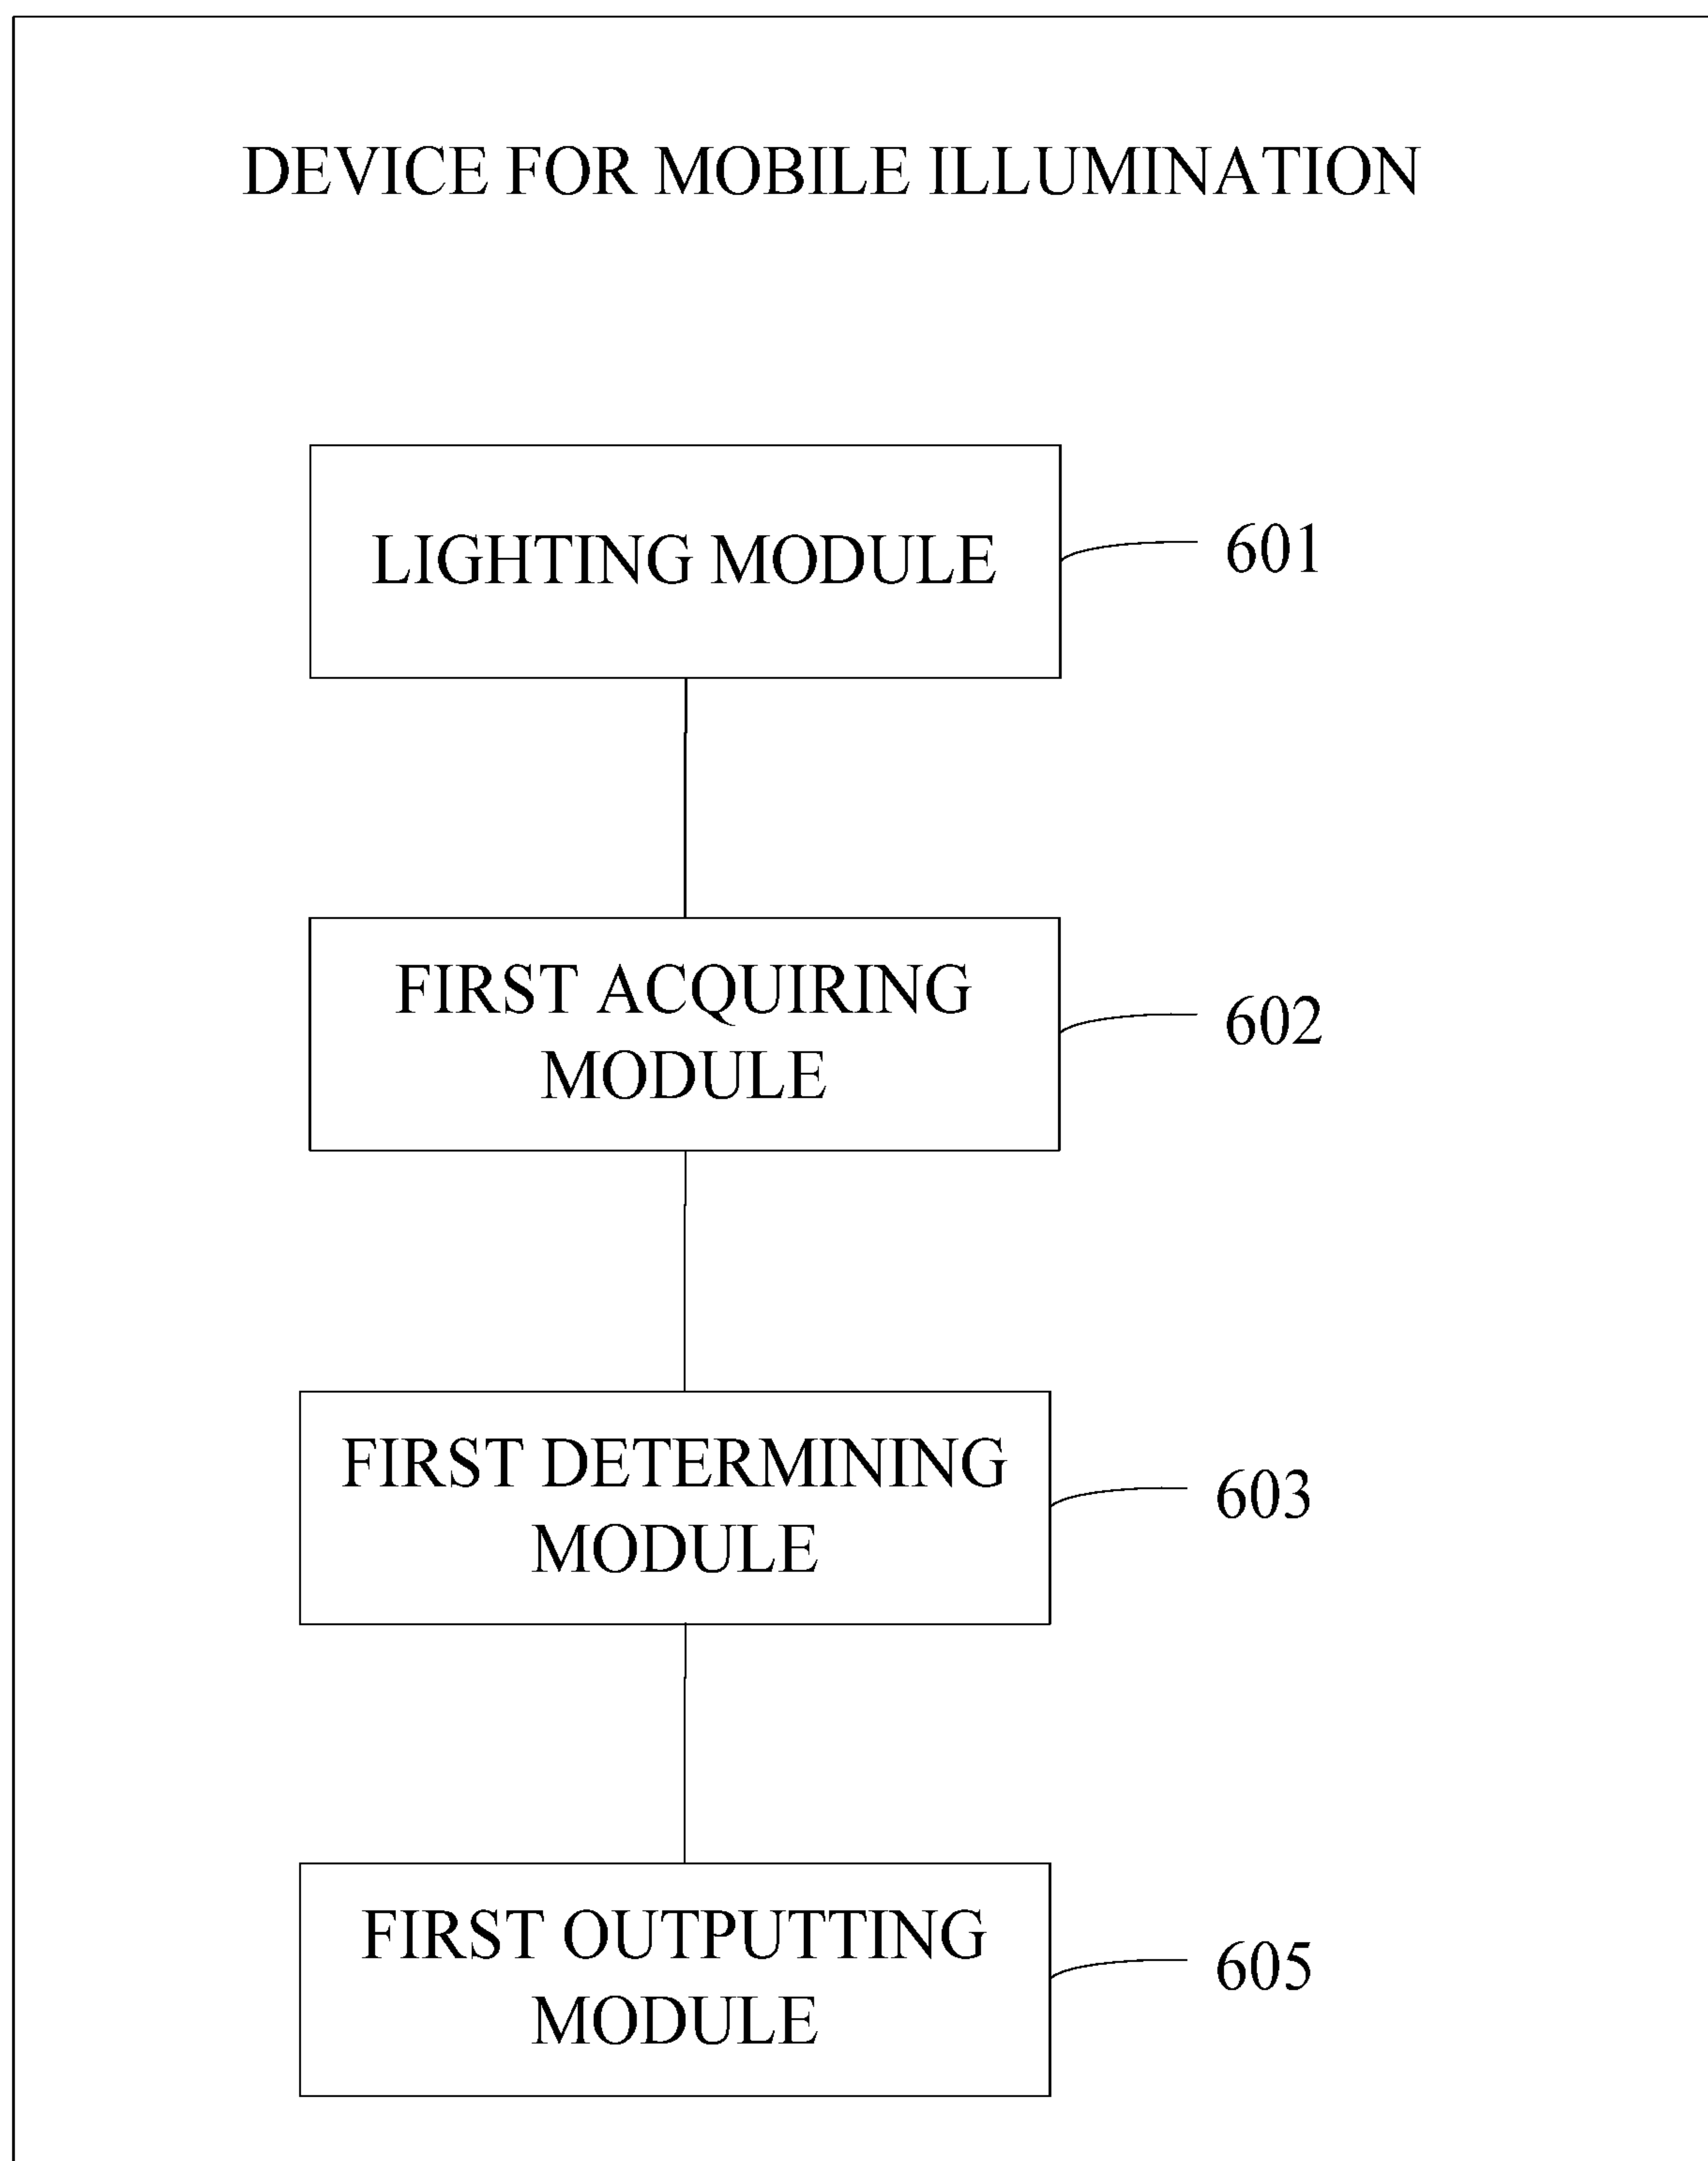 DEVICE FOR MOBILE ILLUMINATION
LIGHTING MODULE
601
FIRST ACQUIRING
MODULE
602
FIRST DETERMINING
MODULE
603
FIRST OUTPUTTING
MODULE
605